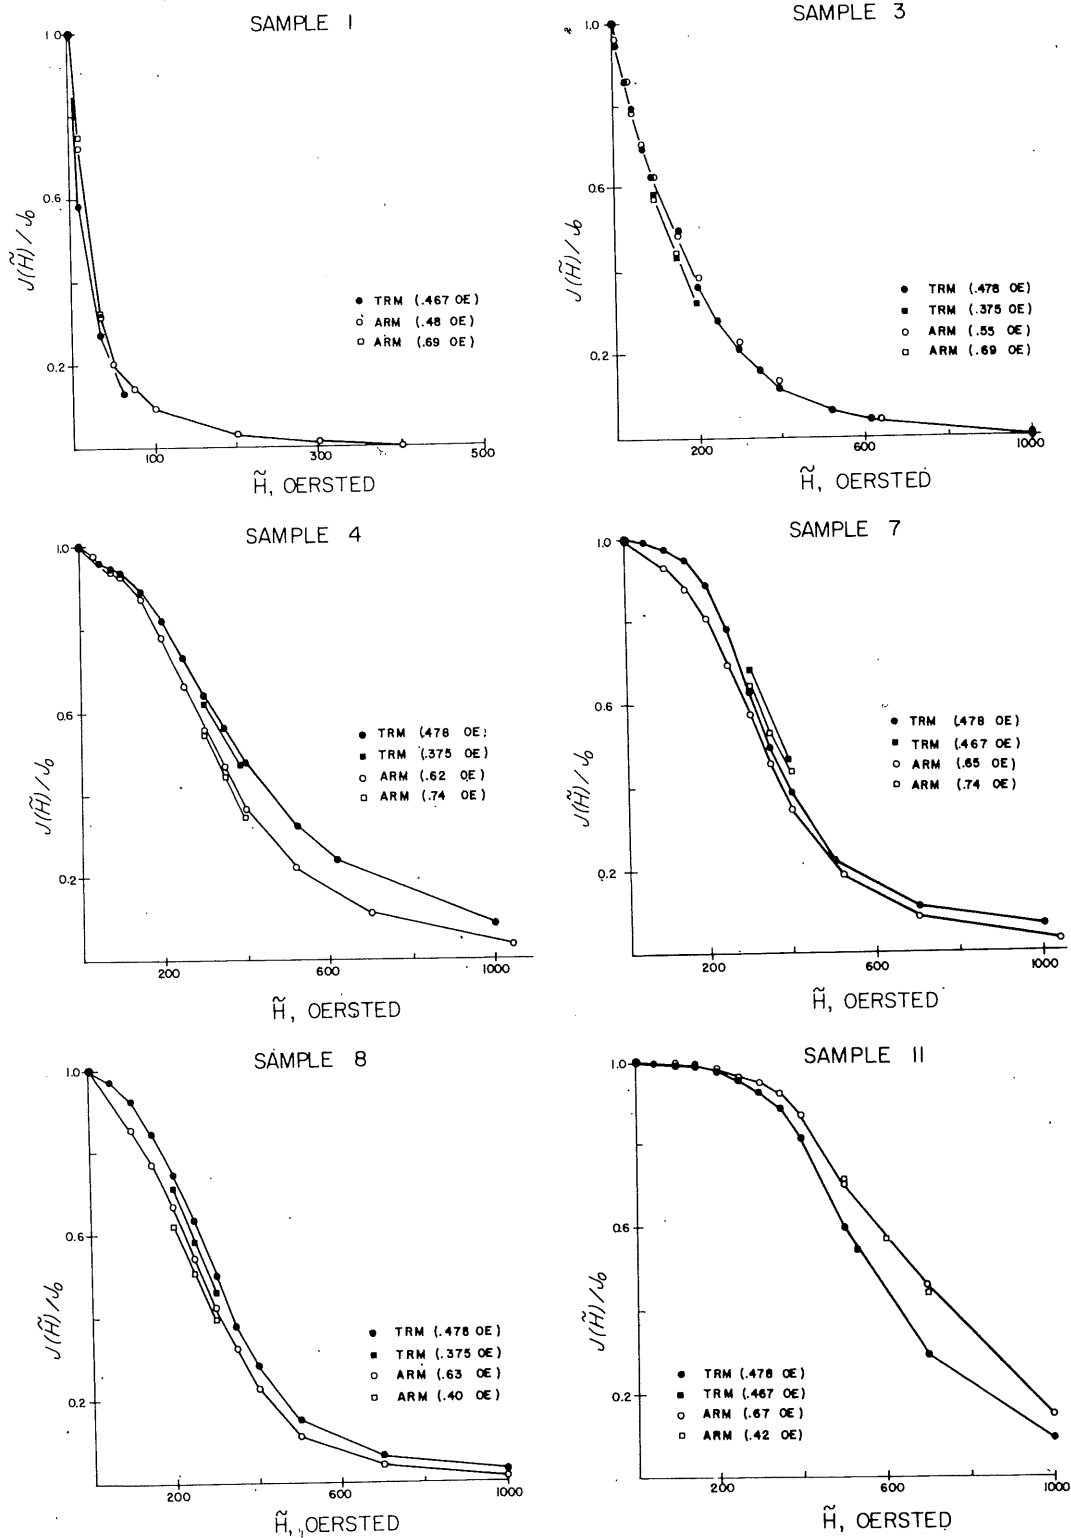 SAMPLE 1
1.0
0.6
0.2
J(H̃)/J₀
TRM (.467 OE)
ARM (.48 OE)
ARM (.69 OE)
100
300
500
H̃, OERSTED
SAMPLE 3
1.0
0.6
0.2
J(H̃)/J₀
TRM (.478 OE)
TRM (.375 OE)
ARM (.55 OE)
ARM (.69 OE)
200
600
1000
H̃, OERSTED
SAMPLE 4
1.0
0.6
0.2
J(H̃)/J₀
TRM (.478 OE)
TRM (.375 OE)
ARM (.62 OE)
ARM (.74 OE)
200
600
1000
H̃, OERSTED
SAMPLE 7
1.0
0.6
0.2
J(H̃)/J₀
TRM (.478 OE)
TRM (.467 OE)
ARM (.65 OE)
ARM (.74 OE)
200
600
1000
H̃, OERSTED
SAMPLE 8
1.0
0.6
0.2
J(H̃)/J₀
TRM (.478 OE)
TRM (.375 OE)
ARM (.63 OE)
ARM (.40 OE)
200
600
1000
H̃, OERSTED
SAMPLE 11
1.0
0.6
0.2
J(H̃)/J₀
TRM (.478 OE)
TRM (.467 OE)
ARM (.67 OE)
ARM (.42 OE)
200
600
1000
H̃, OERSTED